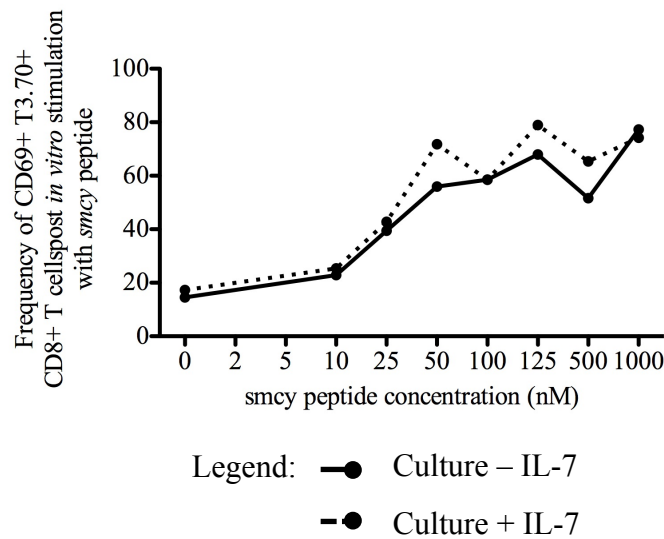 Frequency of CD69+ T3.70+
CD8+ T cellspost in vitro stimulation
with smcy peptide
100
80
60
40
20
0
0 2 5 10 25 50 100 125 500 1000
smcy peptide concentration (nM)
Legend:
Culture – IL-7
Culture + IL-7